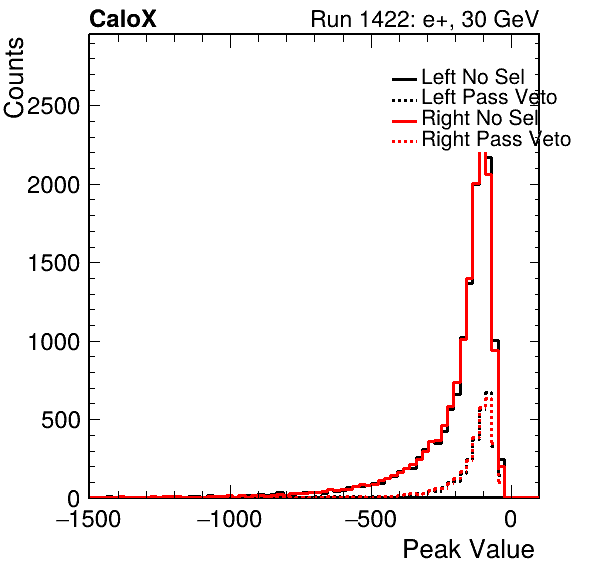 CaloX Run 1422: e+, 30 GeV
Counts
Left No Sel
Left Pass Veto
Right No Sel
Right Pass Veto
2500
2000
1500
1000
500
0
−1500 −1000 −500 0
Peak Value